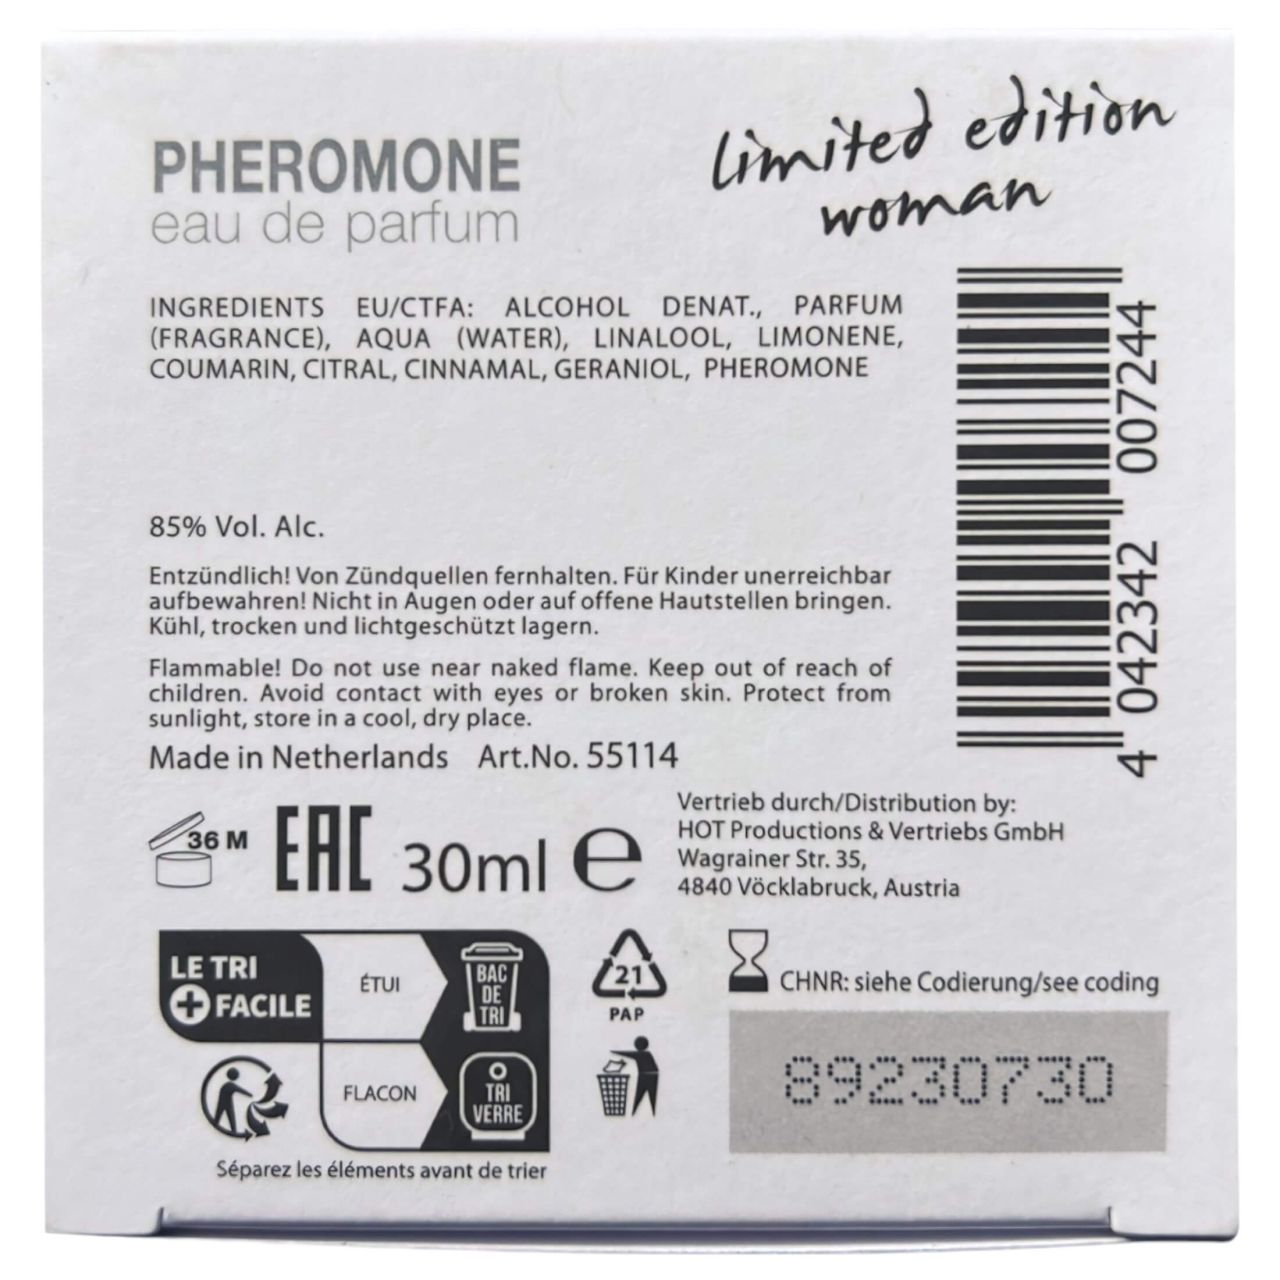 PHEROMONE
eau de parfum
limited edition
woman
INGREDIENTS EU/CTFA: ALCOHOL DENAT., PARFUM
(FRAGRANCE), AQUA (WATER), LINALOOL, LIMONENE,
COUMARIN, CITRAL, CINNAMAL, GERANIOL, PHEROMONE
4 042342 007244
85% Vol. Alc.
Entzündlich! Von Zündquellen fernhalten. Für Kinder unerreichbar
aufbewahren! Nicht in Augen oder auf offene Hautstellen bringen.
Kühl, trocken und lichtgeschützt lagern.
Flammable! Do not use near naked flame. Keep out of reach of
children. Avoid contact with eyes or broken skin. Protect from
sunlight, store in a cool, dry place.
Made in Netherlands Art.No. 55114
36 M
EAC
30ml e
Vertrieb durch/Distribution by:
HOT Productions & Vertriebs GmbH
Wagrainer Str. 35,
4840 Vöcklabruck, Austria
LE TRI
+ FACILE
ÉTUI
BAC
DE
TRI
FLACON
TRI
VERRE
Séparez les éléments avant de trier
21
PAP
CHNR: siehe Codierung/see coding
89230730